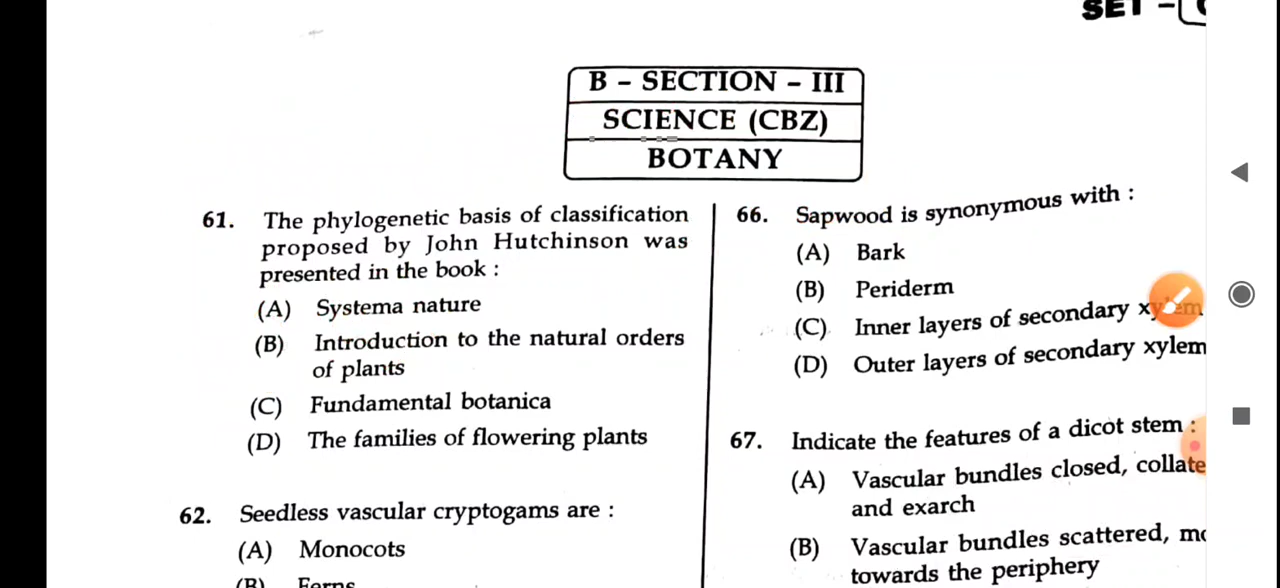 SET -
B – SECTION – III
SCIENCE (CBZ)
BOTANY
61. The phylogenetic basis of classification
proposed by John Hutchinson was
presented in the book :
(A) Systema nature
(B) Introduction to the natural orders
of plants
(C) Fundamental botanica
(D) The families of flowering plants
62. Seedless vascular cryptogams are :
(A) Monocots
(B) Ferns
66. Sapwood is synonymous with :
(A) Bark
(B) Periderm
(C) Inner layers of secondary xylem
(D) Outer layers of secondary xylem
67. Indicate the features of a dicot stem :
(A) Vascular bundles closed, collate
and exarch
(B) Vascular bundles scattered, mo
towards the periphery